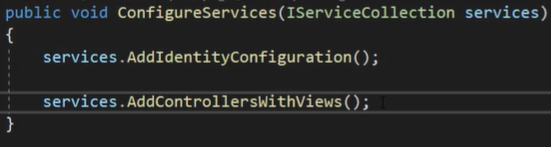 public void ConfigureServices(IServiceCollection services)
{
services.AddIdentityConfiguration();
services.AddControllersWithViews();
}